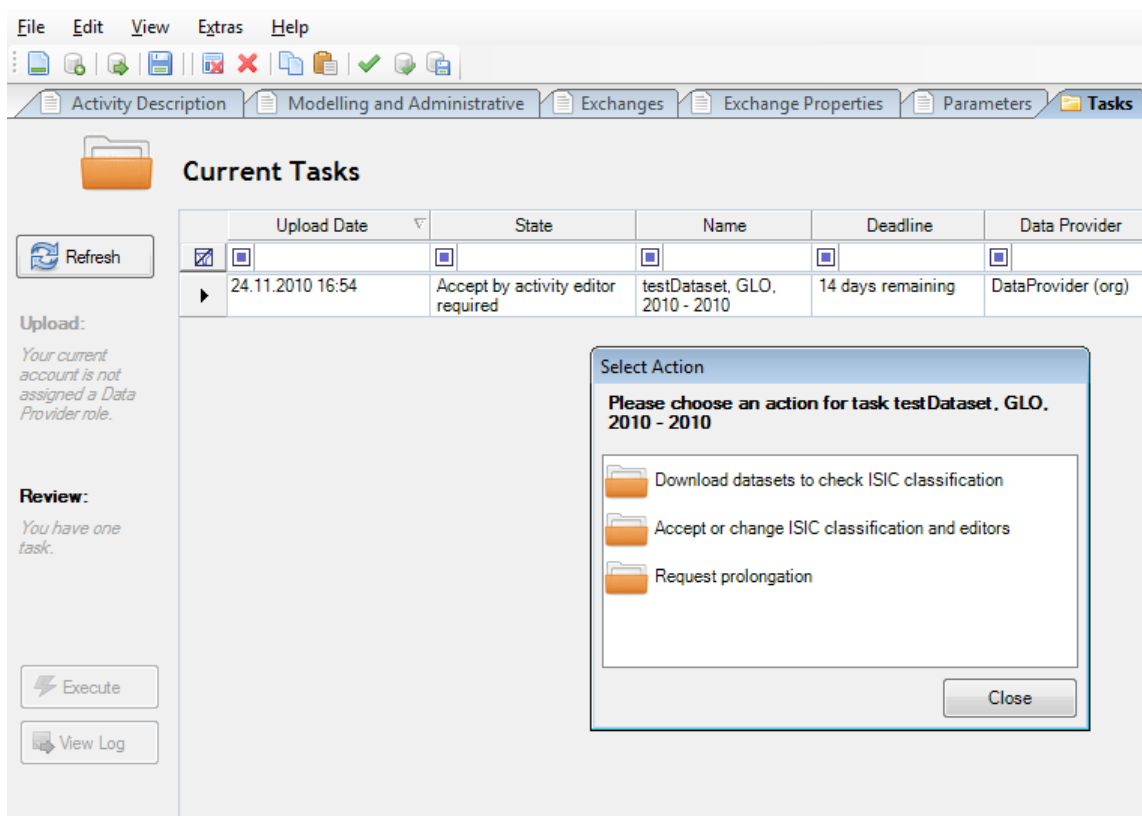 File Edit View Extras Help
Activity Description Modelling and Administrative Exchanges Exchange Properties Parameters Tasks
Current Tasks
Refresh
Upload:
Your current
account is not
assigned a Data
Provider role.
Review:
You have one
task.
Execute
View Log
Upload Date State Name Deadline Data Provider
24.11.2010 16:54 Accept by activity editor testDataset, GLO, 14 days remaining DataProvider (org)
required 2010 - 2010
Select Action
Please choose an action for task testDataset, GLO,
2010 - 2010
Download datasets to check ISIC classification
Accept or change ISIC classification and editors
Request prolongation
Close